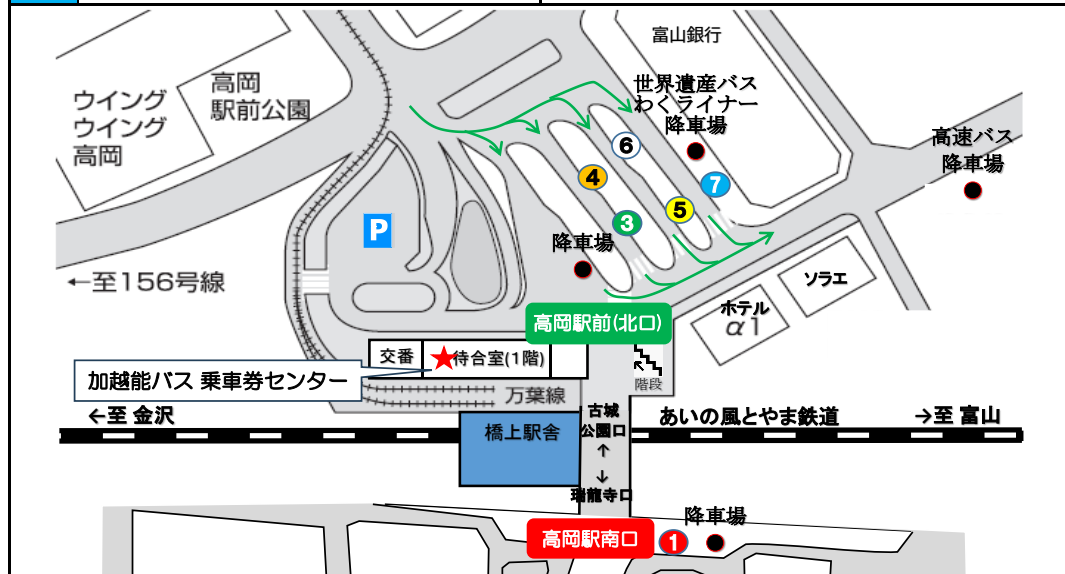 富山銀行
世界遺産バス
わくライナー
降車場
高岡
駅前公園
ウイング
ウイング
高岡
高速バス
降車場
6
4
7
5
3
P
降車場
←至156号線
ソラエ
ホテル
α1
高岡駅前(北口)
交番
★待合室(1階)
階段
加越能バス 乗車券センター
万葉線
←至 金沢
古城
公園口
↑
↓
瑞龍寺口
橋上駅舎
あいの風とやま鉄道
→至 富山
降車場
高岡駅南口
1